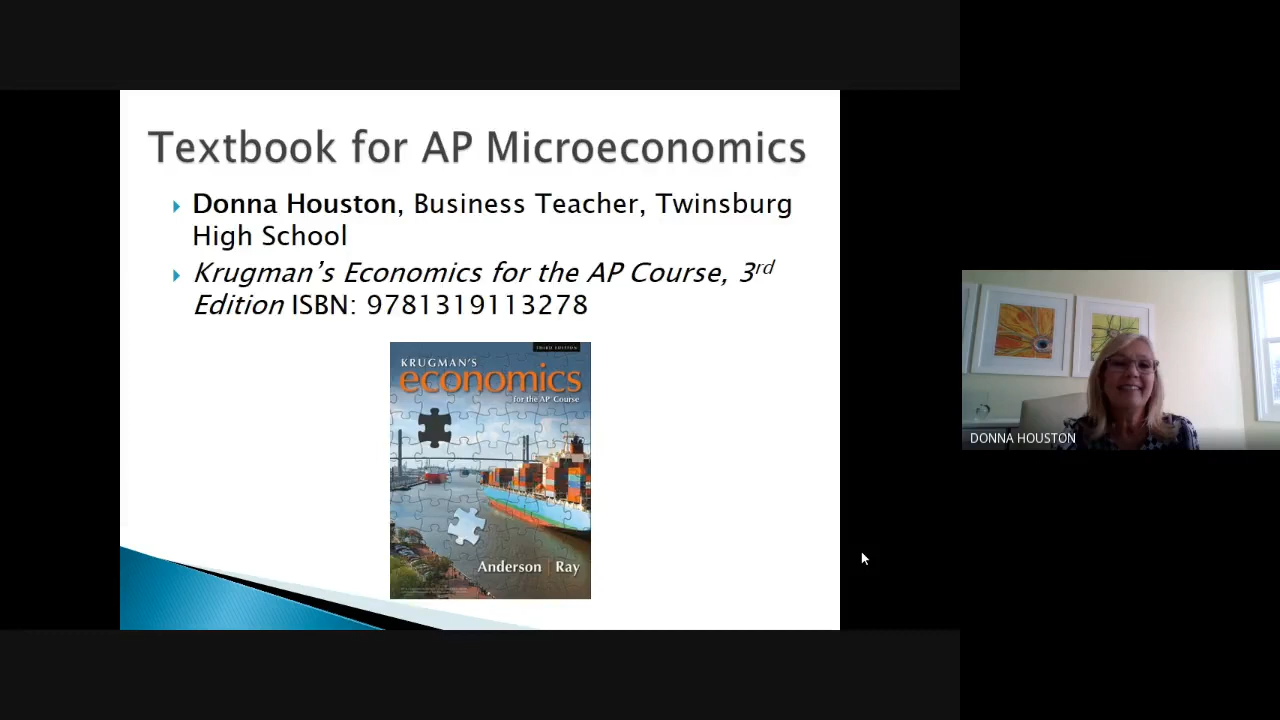 Textbook for AP Microeconomics
Donna Houston, Business Teacher, Twinsburg
High School
Krugman's Economics for the AP Course, 3rd
Edition ISBN: 9781319113278
THIRD EDITION
KRUGMAN'S
economics
for the AP Course
Anderson | Ray
DONNA HOUSTON